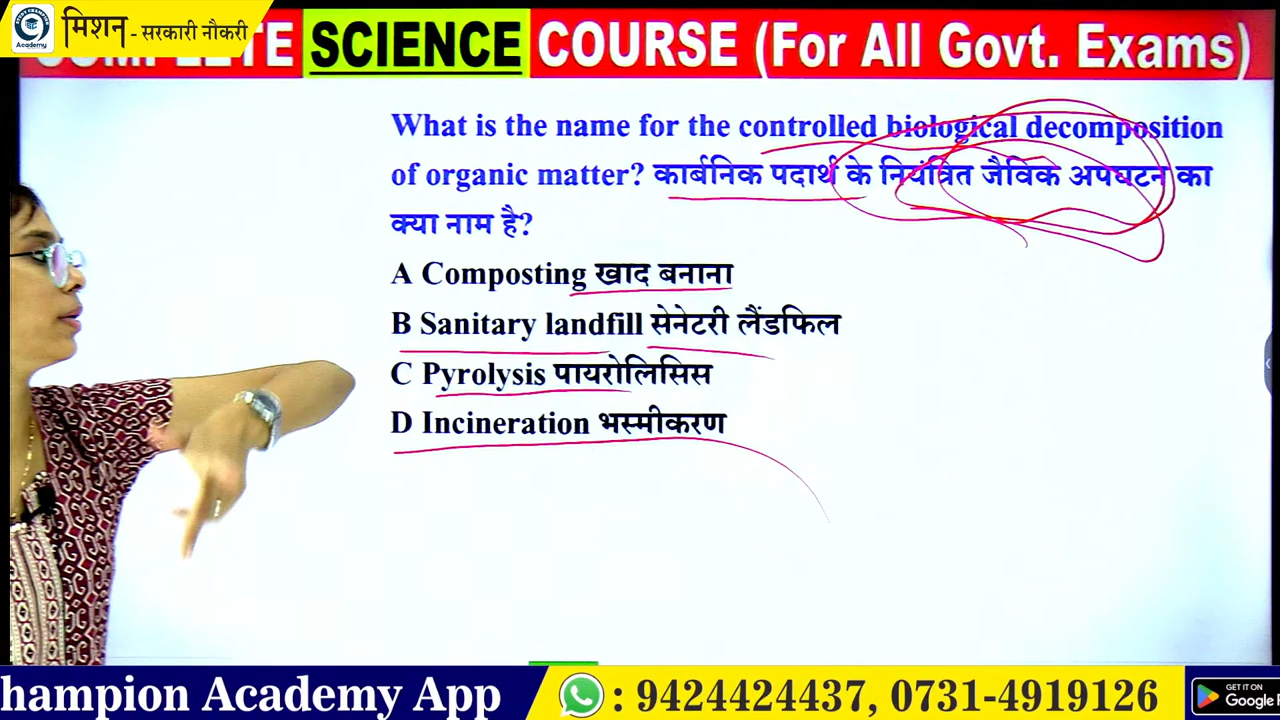 मिशन - सरकारी नौकरी
Academy
COMPLETE SCIENCE COURSE (For All Govt. Exams)
What is the name for the controlled biological decomposition
of organic matter? कार्बनिक पदार्थ के नियंत्रित जैविक अपघटन का
क्या नाम है?
A Composting खाद बनाना
B Sanitary landfill सेनेटरी लैंडफिल
C Pyrolysis पायरोलिसिस
D Incineration भस्मीकरण
hampion Academy App : 9424424437, 0731-4919126
GET IT ON
Google